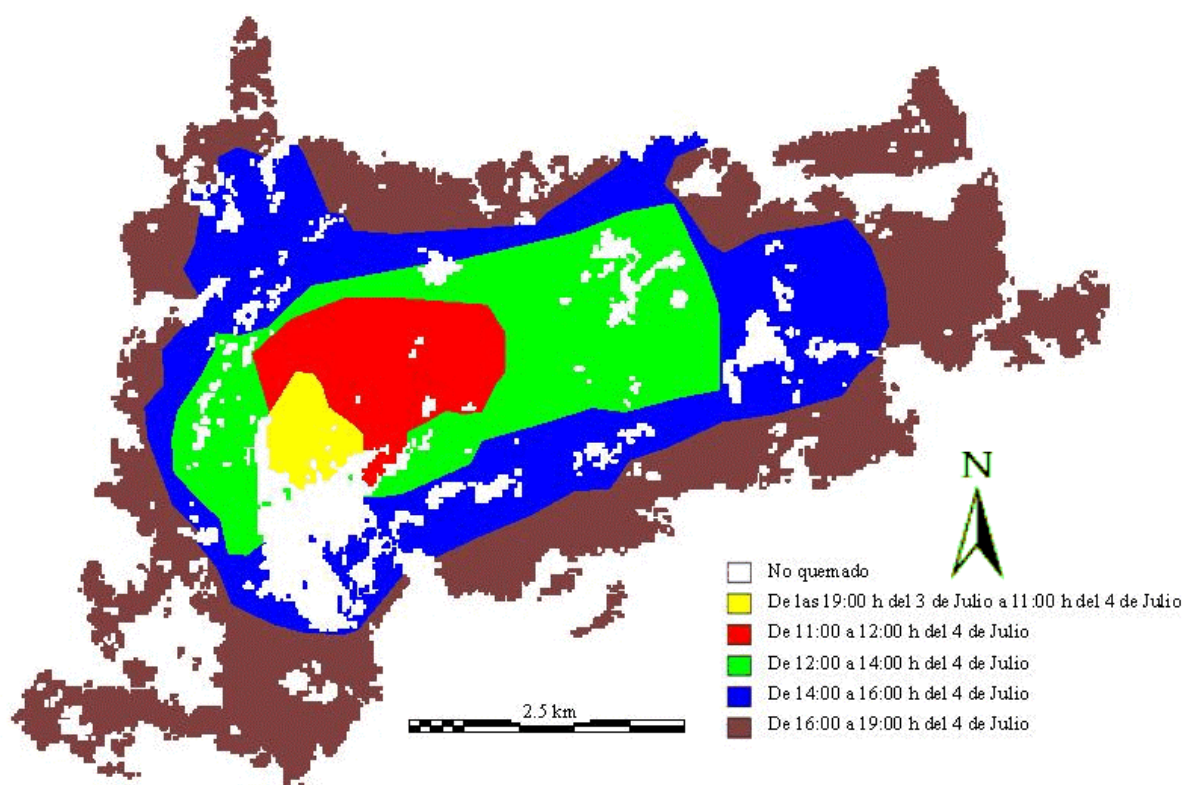 N
No quemado
De las 19:00 h del 3 de Julio a 11:00 h del 4 de Julio
De 11:00 a 12:00 h del 4 de Julio
De 12:00 a 14:00 h del 4 de Julio
De 14:00 a 16:00 h del 4 de Julio
2.5 km
De 16:00 a 19:00 h del 4 de Julio